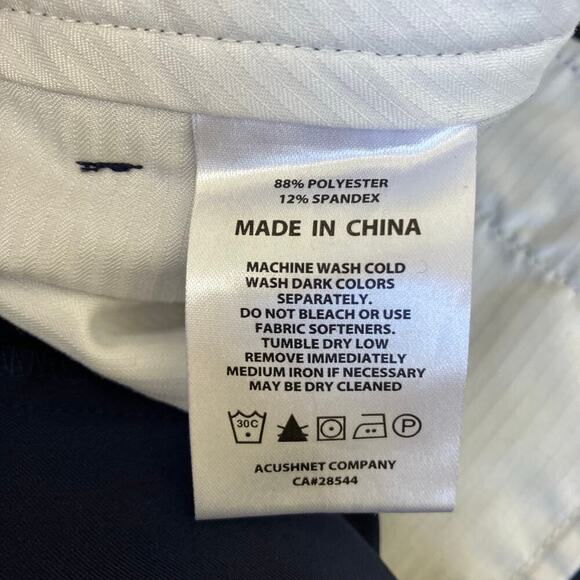 88% POLYESTER
12% SPANDEX
MADE IN CHINA
MACHINE WASH COLD
WASH DARK COLORS
SEPARATELY.
DO NOT BLEACH OR USE
FABRIC SOFTENERS.
TUMBLE DRY LOW
REMOVE IMMEDIATELY
MEDIUM IRON IF NECESSARY
MAY BE DRY CLEANED
30C P
ACUSHNET COMPANY
CA#28544